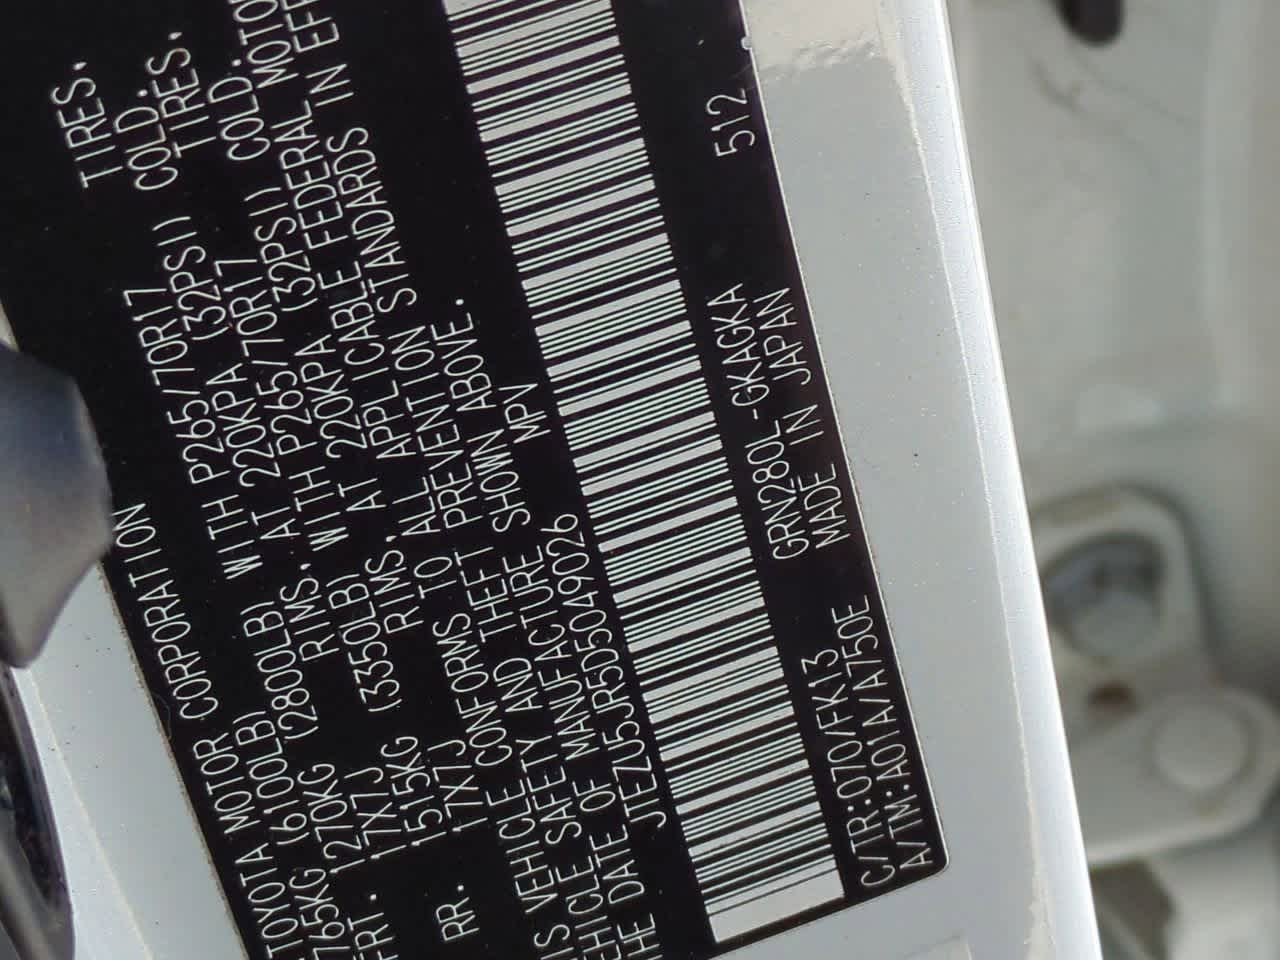 TOYOTA MOTOR CORPORATION
2765KG (6100LB)
FRT. 1270KG (2800LB) WITH P265/70R17 TIRES.
17X7J RIMS, AT 220KPA (32PSI) COLD.
RR. 1515KG (3350LB) WITH P265/70R17 TIRES.
17X7J RIMS, AT 220KPA (32PSI) COLD.
IS VEHICLE CONFORMS TO ALL APPLICABLE FEDERAL MOTO
EHICLE SAFETY AND THEFT PREVENTION STANDARDS IN EF
HE DATE OF MANUFACTURE SHOWN ABOVE.
JTEZU5JR5D5049026 MPV
C/TR:070/FK13 GRN280L-GKAGKA 512
A/TM:A01A/A750E MADE IN JAPAN